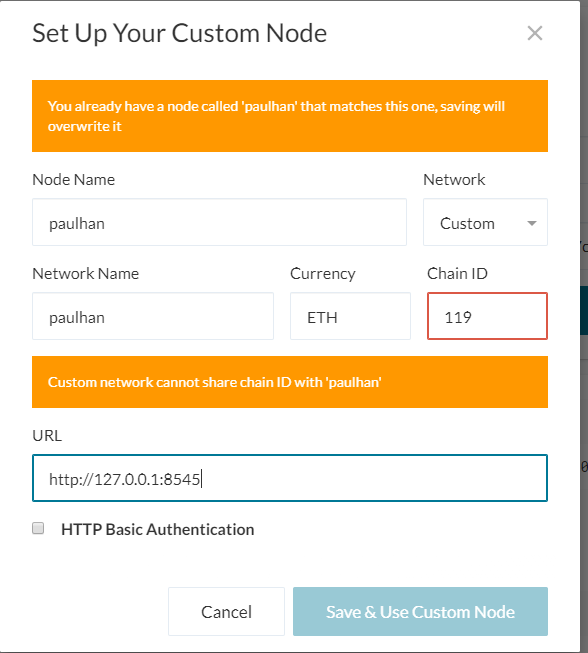 Set Up Your Custom Node
You already have a node called 'paulhan' that matches this one, saving will
overwrite it
Node Name
Network
paulhan
Custom
Network Name
Currency
Chain ID
paulhan
ETH
119
Custom network cannot share chain ID with 'paulhan'
URL
http://127.0.0.1:8545
HTTP Basic Authentication
Cancel
Save & Use Custom Node